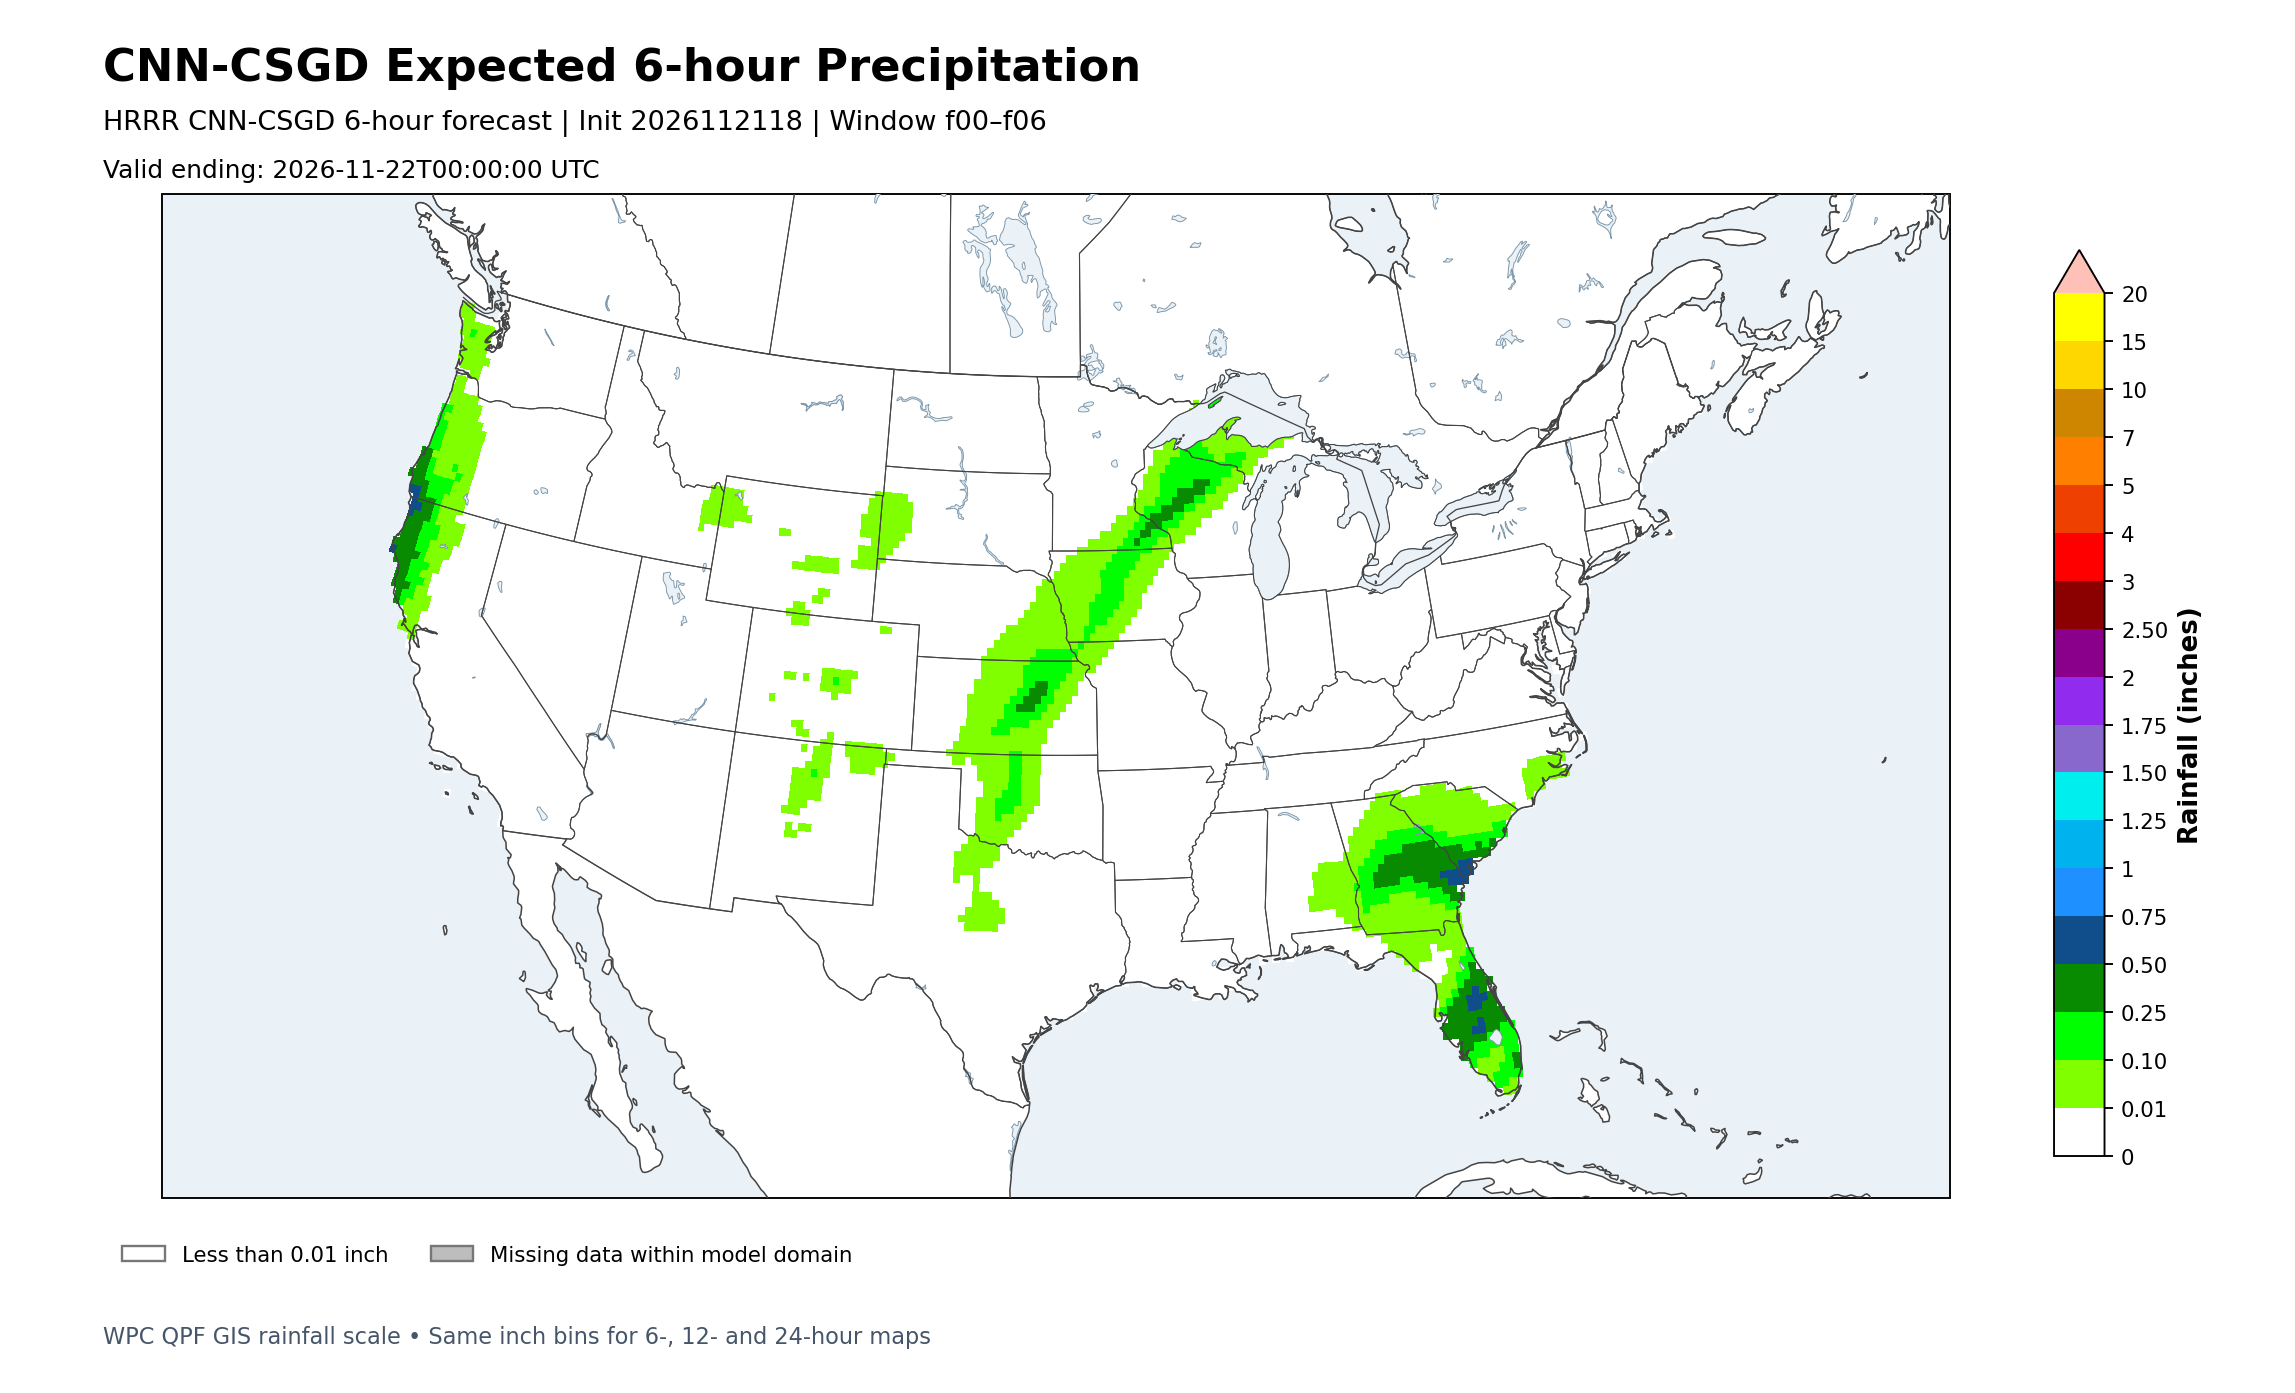 CNN-CSGD Expected 6-hour Precipitation
HRRR CNN-CSGD 6-hour forecast | Init 2026112118 | Window f00–f06
Valid ending: 2026-11-22T00:00:00 UTC
20
15
10
7
5
4
3
2.50
2
1.75
1.50
1.25
1
0.75
0.50
0.25
0.10
0.01
0
Rainfall (inches)
Less than 0.01 inch
Missing data within model domain
WPC QPF GIS rainfall scale • Same inch bins for 6-, 12- and 24-hour maps